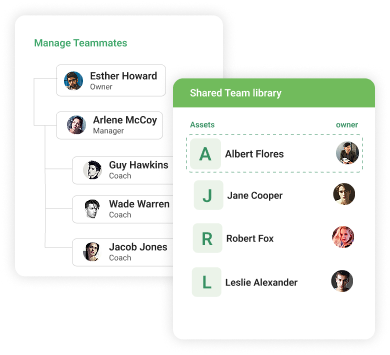 Manage Teammates
Esther Howard
Owner
Arlene McCoy
Manager
Guy Hawkins
Coach
Wade Warren
Coach
Jacob Jones
Coach
Shared Team library
Assets owner
A Albert Flores
J Jane Cooper
R Robert Fox
L Leslie Alexander